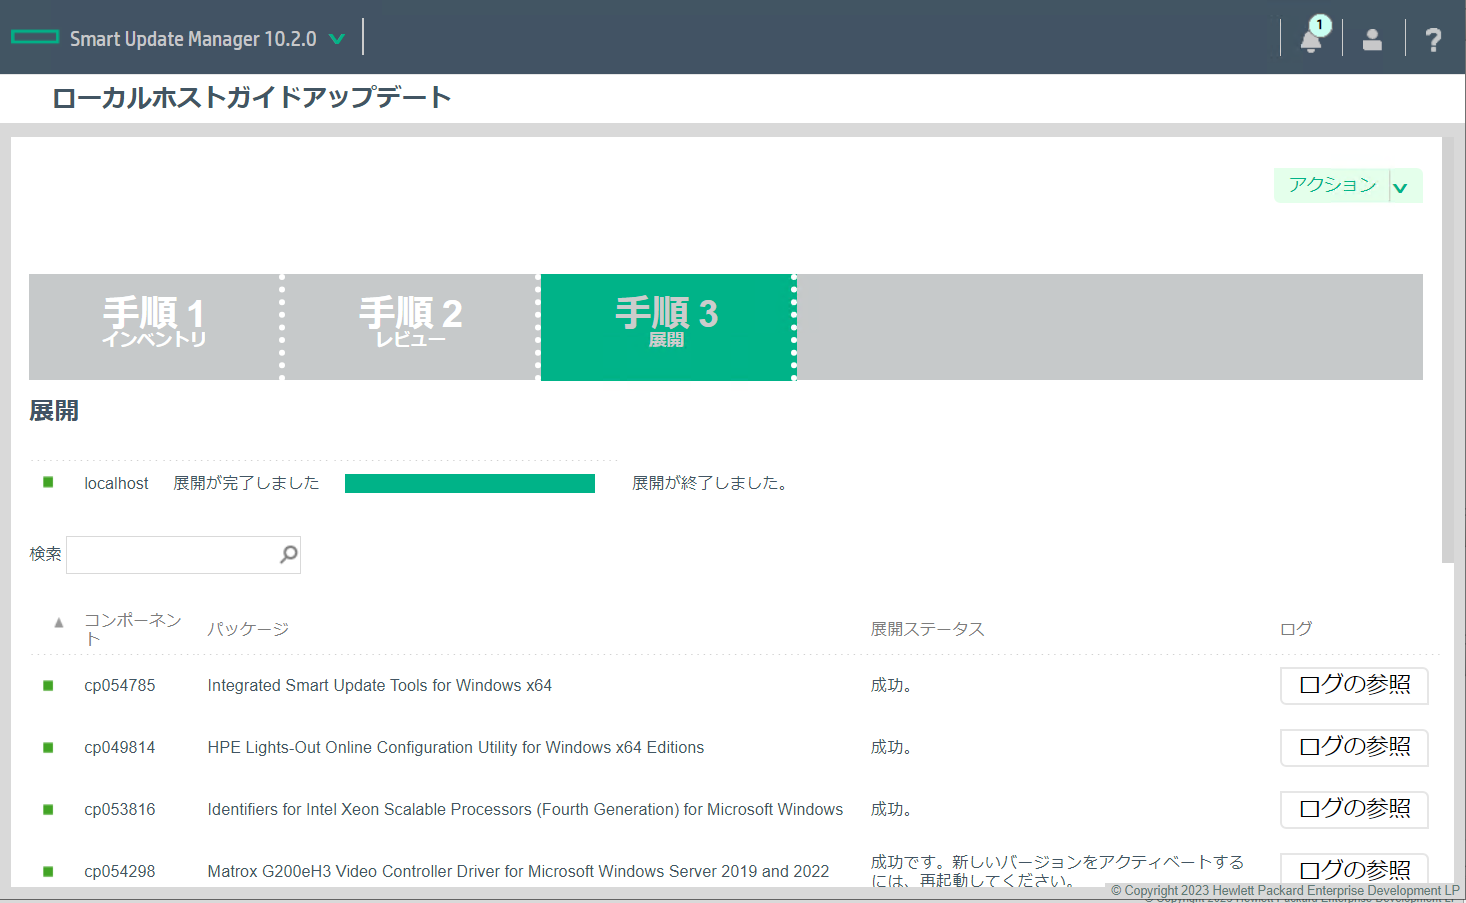 Smart Update Manager 10.2.0
1
?
ローカルホストガイドアップデート
アクション
手順 1
インベントリ
手順 2
レビュー
手順 3
展開
展開
localhost 展開が完了しました 展開が終了しました。
検索
コンポーネン
ト
パッケージ
展開ステータス
ログ
cp054785 Integrated Smart Update Tools for Windows x64 成功。 ログの参照
cp049814 HPE Lights-Out Online Configuration Utility for Windows x64 Editions 成功。 ログの参照
cp053816 Identifiers for Intel Xeon Scalable Processors (Fourth Generation) for Microsoft Windows 成功。 ログの参照
cp054298 Matrox G200eH3 Video Controller Driver for Microsoft Windows Server 2019 and 2022 成功です。新しいバージョンをアクティベートする
には、再起動してください。
ログの参照
© Copyright 2023 Hewlett Packard Enterprise Development LP
© Copyright 2023 Hewlett Packard Enterprise Development LP